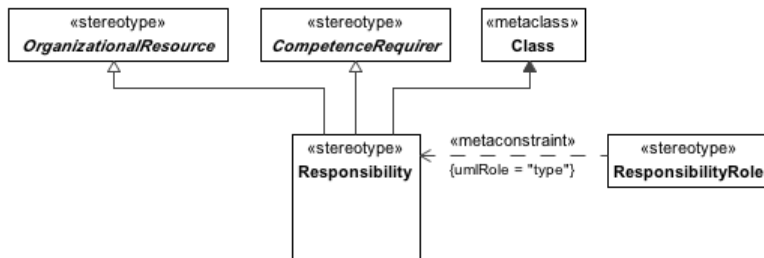 «stereotype»
OrganizationalResource
«stereotype»
CompetenceRequirer
«metaclass»
Class
«stereotype»
Responsibility
«metaconstraint»
{umlRole = "type"}
«stereotype»
ResponsibilityRole